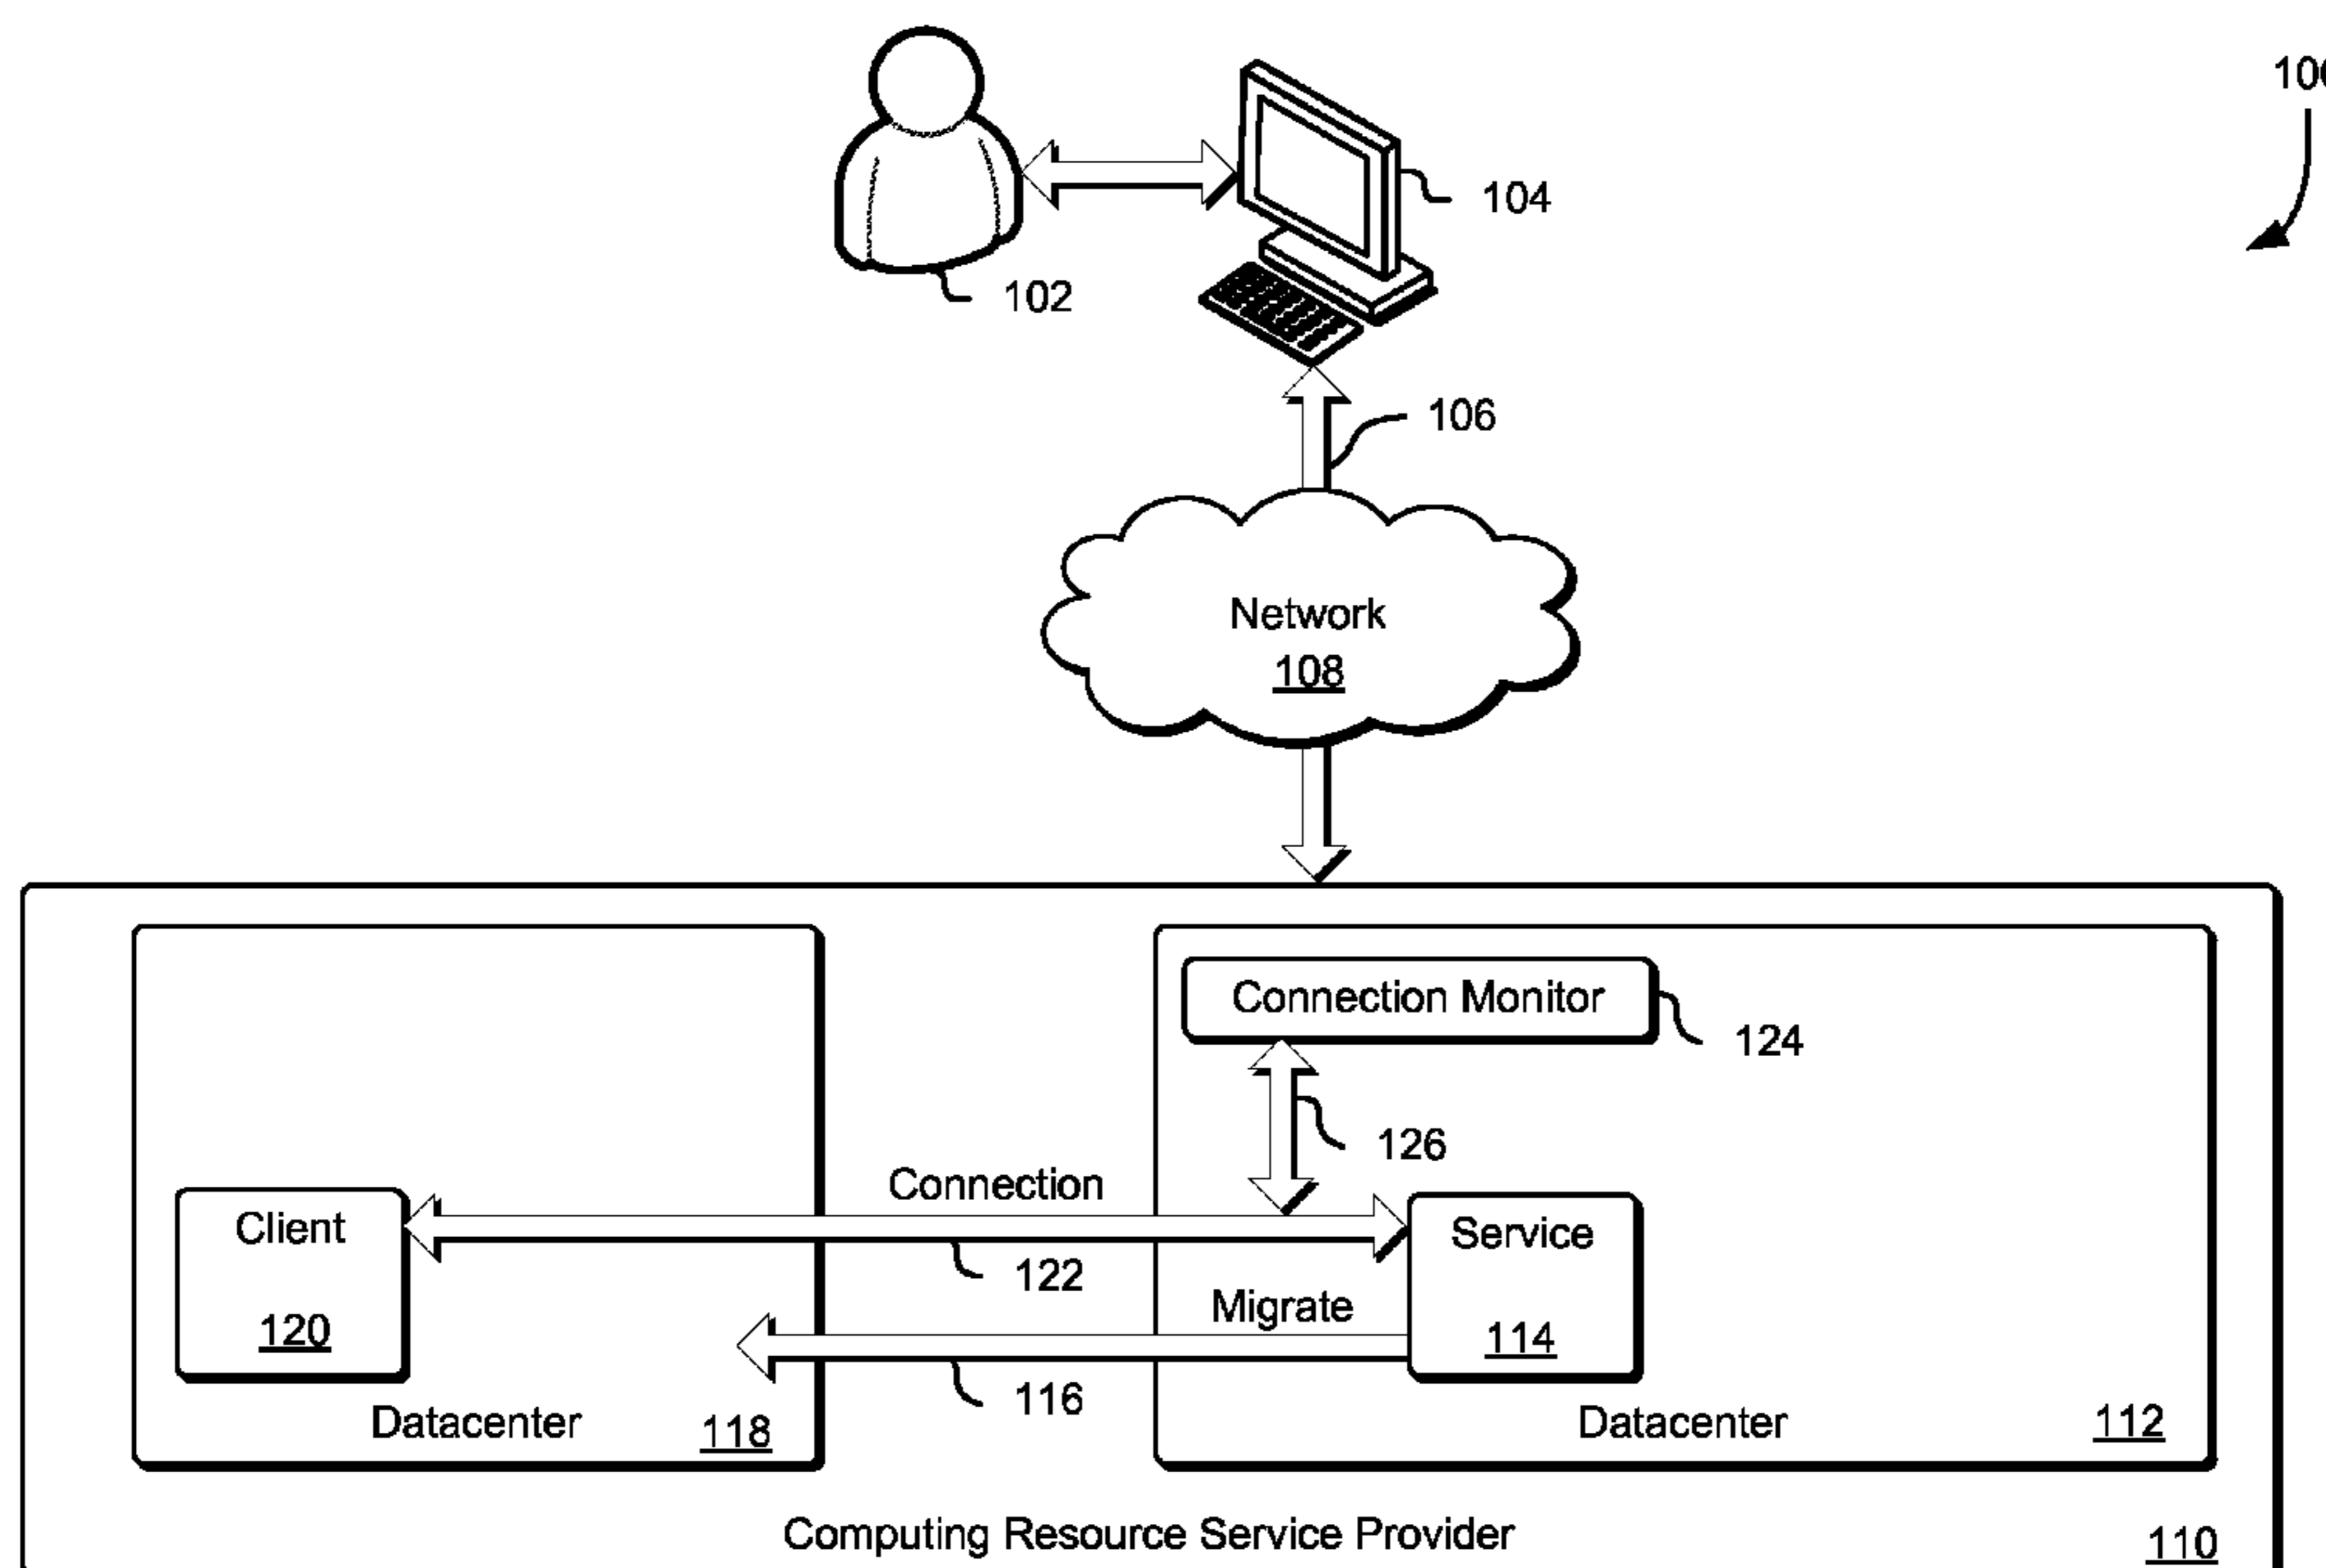 100
104
102
106
Network
108
Connection Monitor
124
126
Connection
Client
Service
122
Migrate
120
114
116
Datacenter
118
Datacenter
112
Computing Resource Service Provider
110